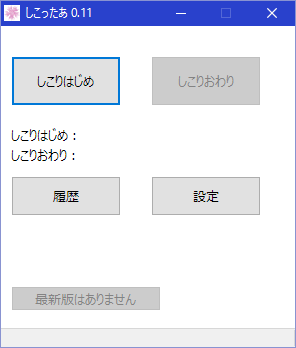 しこったあ 0.11
しこりはじめ
しこりおわり
しこりはじめ：
しこりおわり：
履歴
設定
最新版はありません